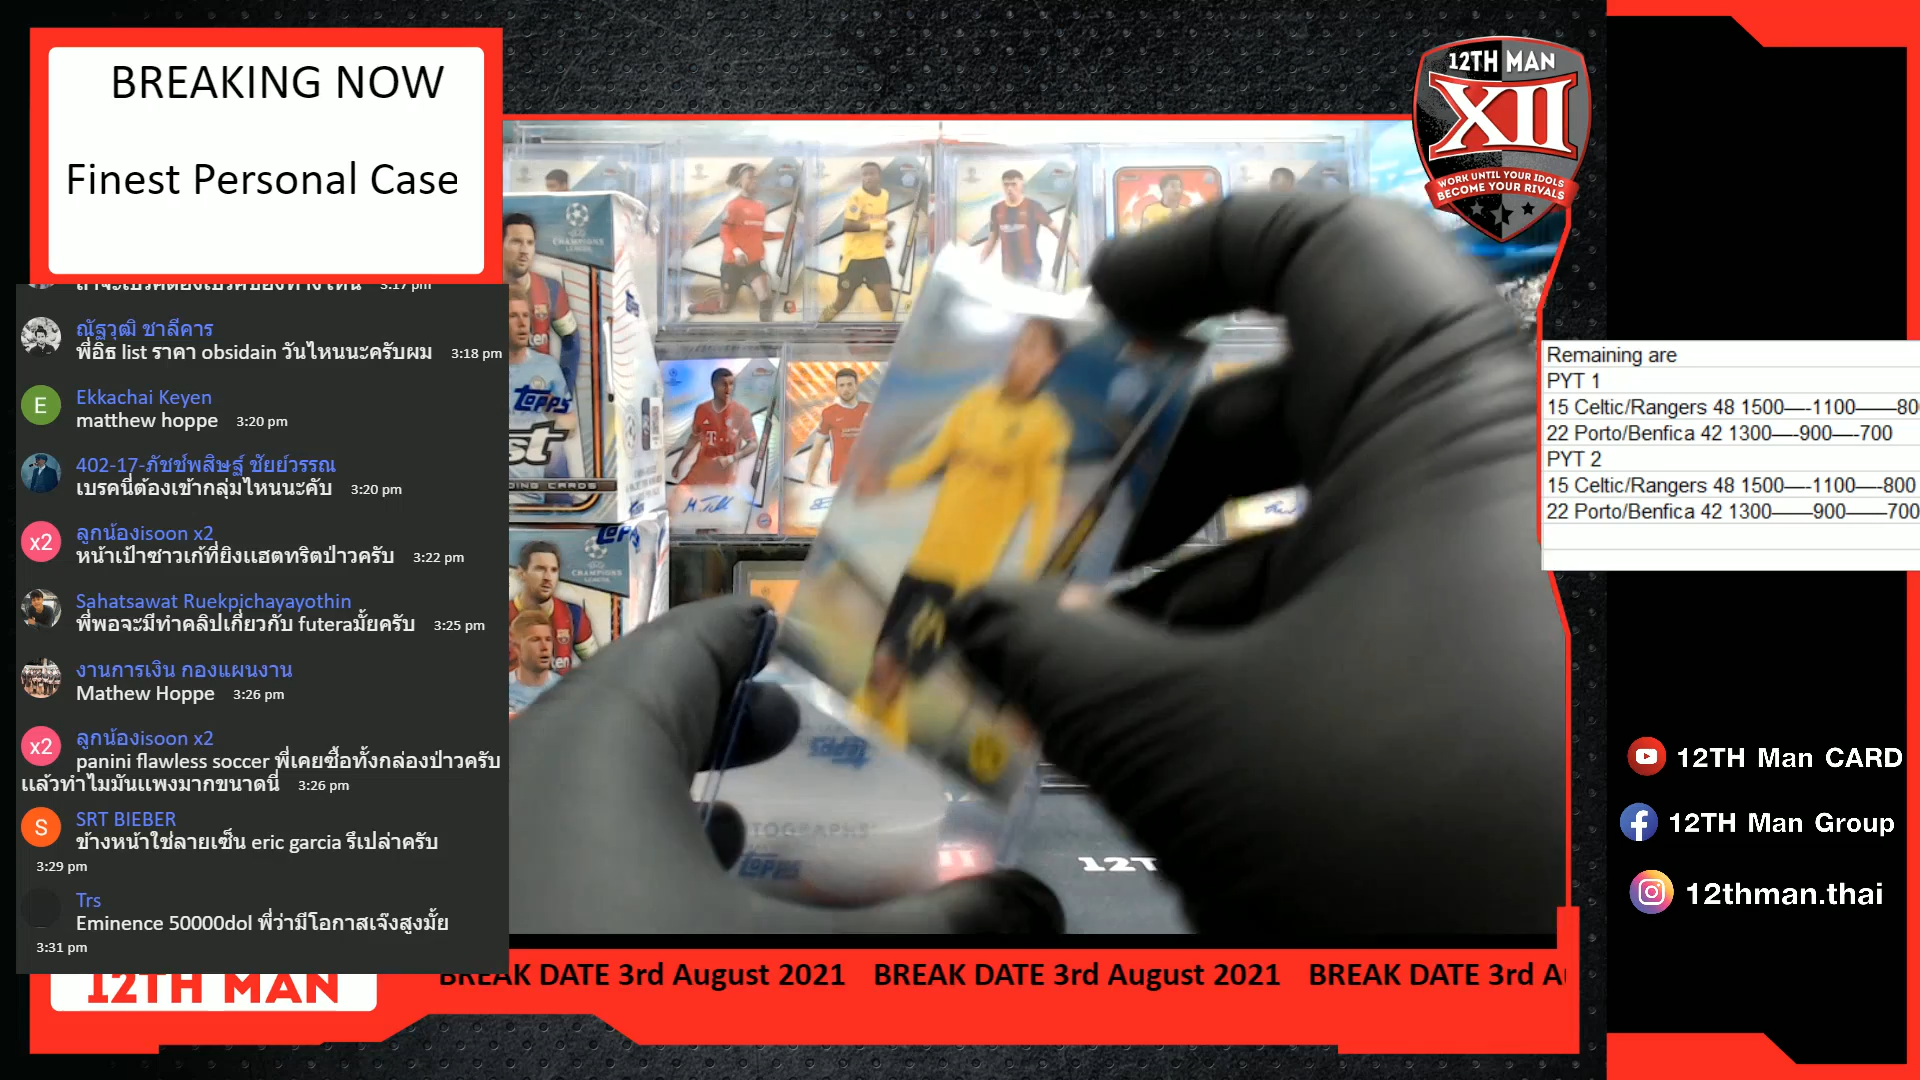 BREAKING NOW
Finest Personal Case
3:17 pm
ณัฐวุฒิ ชาลีคาร
พี่อิธ list ราคา obsidain วันไหนนะครับผม 3:18 pm
E
Ekkachai Keyen
matthew hoppe 3:20 pm
402-17-ภัชช์พสิษฐ์ ชัยย์วรรณ
เบรคนี่ต้องเข้ากลุ่มไหนนะคับ 3:20 pm
x2
ลูกน้องisoon x2
หน้าเป้าซาวเก้ที่ยิงแฮตทริตป่าวครับ 3:22 pm
Sahatsawat Ruekpichayayothin
พี่พอจะมีทำคลิปเกี่ยวกับ futeraมั้ยครับ 3:25 pm
งานการเงิน กองแผนงาน
Mathew Hoppe 3:26 pm
x2
ลูกน้องisoon x2
panini flawless soccer พี่เคยซื้อทั้งกล่องป่าวครับ
แล้วทำไมมันแพงมากขนาดนี่ 3:26 pm
S
SRT BIEBER
ข้างหน้าใช่ลายเซ็น eric garcia รึเปล่าครับ
3:29 pm
Trs
Eminence 50000dol พี่ว่ามีโอกาสเจ๊งสูงมั้ย
3:31 pm
12TH MAN
BREAK DATE 3rd August 2021 BREAK DATE 3rd August 2021 BREAK DATE 3rd
12TH MAN
XII
WORK UNTIL YOUR IDOLS
BECOME YOUR RIVALS
CHAMPIONS
TOPPS
CHAMPIONS
TOPPS
12T
Remaining are
PYT 1
15 Celtic/Rangers 48 1500—-1100——80
22 Porto/Benfica 42 1300—-900—-700
PYT 2
15 Celtic/Rangers 48 1500—-1100—-800
22 Porto/Benfica 42 1300——900——700
12TH Man CARD
12TH Man Group
12thman.thai